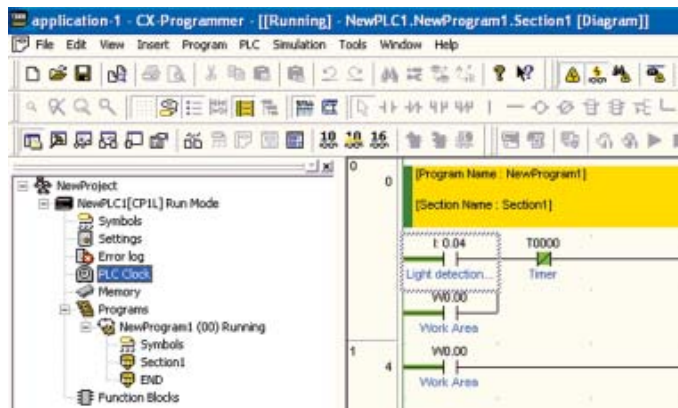 application-1 - CX-Programmer - [[Running] - NewPLC1.NewProgram1.Section1 [Diagram]]
File Edit View Insert Program PLC Simulation Tools Window Help
10 10 16
NewProject
NewPLC1[CP1L] Run Mode
Symbols
Settings
Error log
PLC Clock
Memory
Programs
NewProgram1 (00) Running
Symbols
Section1
END
Function Blocks
0
0
[Program Name : NewProgram1]
[Section Name : Section1]
I: 0.04 T0000
Light detection... Timer
W0.00
Work Area
1
4
W0.00
Work Area